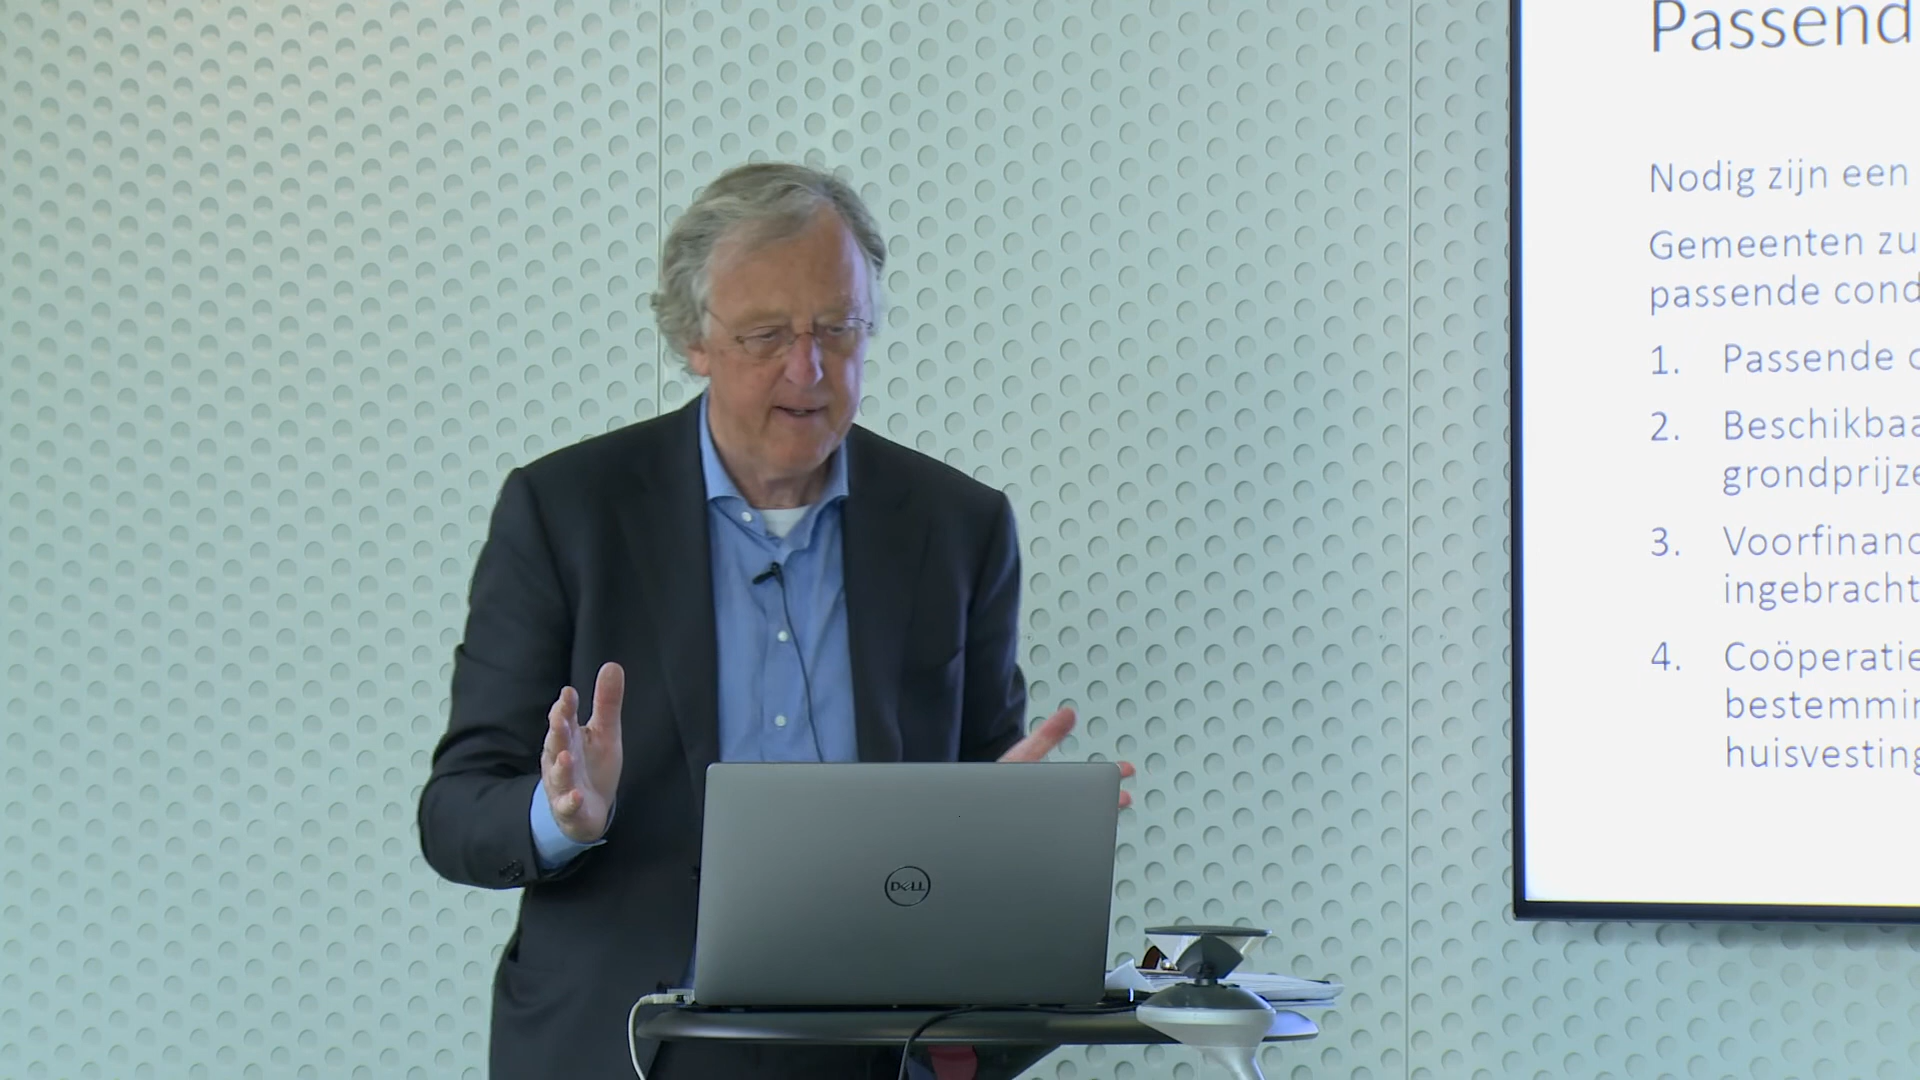 Passend
Nodig zijn een
Gemeenten zu
passende cond
1. Passende
2. Beschikbaa
grondprijze
3. Voorfinanc
ingebracht
4. Coöperatie
bestemmin
huisvesting
DELL